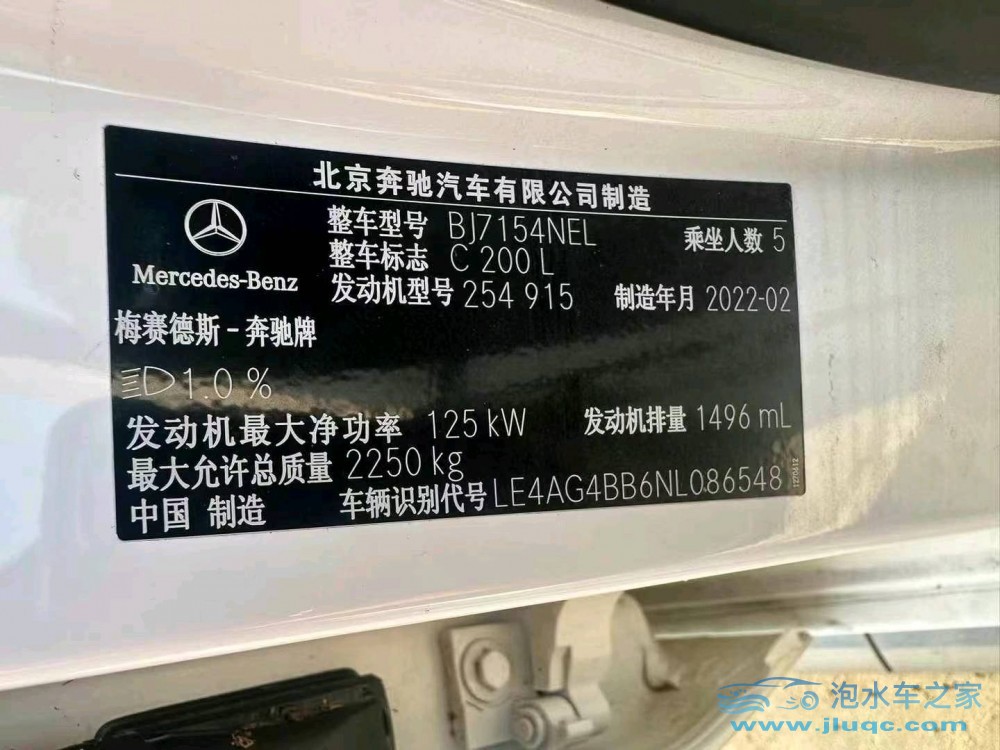 北京奔驰汽车有限公司制造
Mercedes-Benz
整车型号 BJ7154NEL 乘坐人数 5
整车标志 C 200 L
发动机型号 254 915 制造年月 2022-02
梅赛德斯-奔驰牌
1.0 %
发动机最大净功率 125 kW 发动机排量 1496 mL
最大允许总质量 2250 kg
中国 制造 车辆识别代号 LE4AG4BB6NL086548
泡水车之家
www.jluqc.com